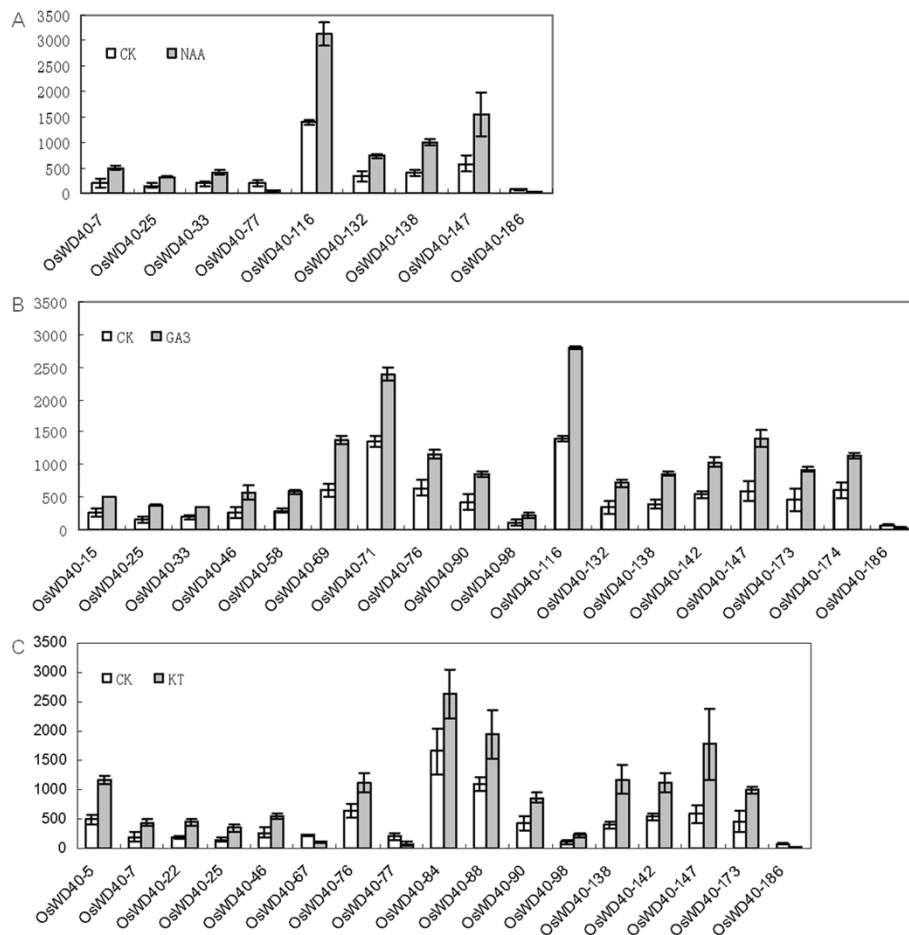 A
3500
3000
2500
2000
1500
1000
500
0
CK NAA
OsWD40-7
OsWD40-25
OsWD40-33
OsWD40-77
OsWD40-116
OsWD40-132
OsWD40-138
OsWD40-147
OsWD40-186
B
3500
3000
2500
2000
1500
1000
500
0
CK GA3
OsWD40-15
OsWD40-25
OsWD40-33
OsWD40-46
OsWD40-58
OsWD40-69
OsWD40-71
OsWD40-76
OsWD40-90
OsWD40-98
OsWD40-116
OsWD40-132
OsWD40-138
OsWD40-142
OsWD40-147
OsWD40-173
OsWD40-174
OsWD40-186
C
3500
3000
2500
2000
1500
1000
500
0
CK KT
OsWD40-5
OsWD40-7
OsWD40-22
OsWD40-25
OsWD40-46
OsWD40-67
OsWD40-76
OsWD40-77
OsWD40-84
OsWD40-88
OsWD40-90
OsWD40-98
OsWD40-138
OsWD40-142
OsWD40-147
OsWD40-173
OsWD40-186